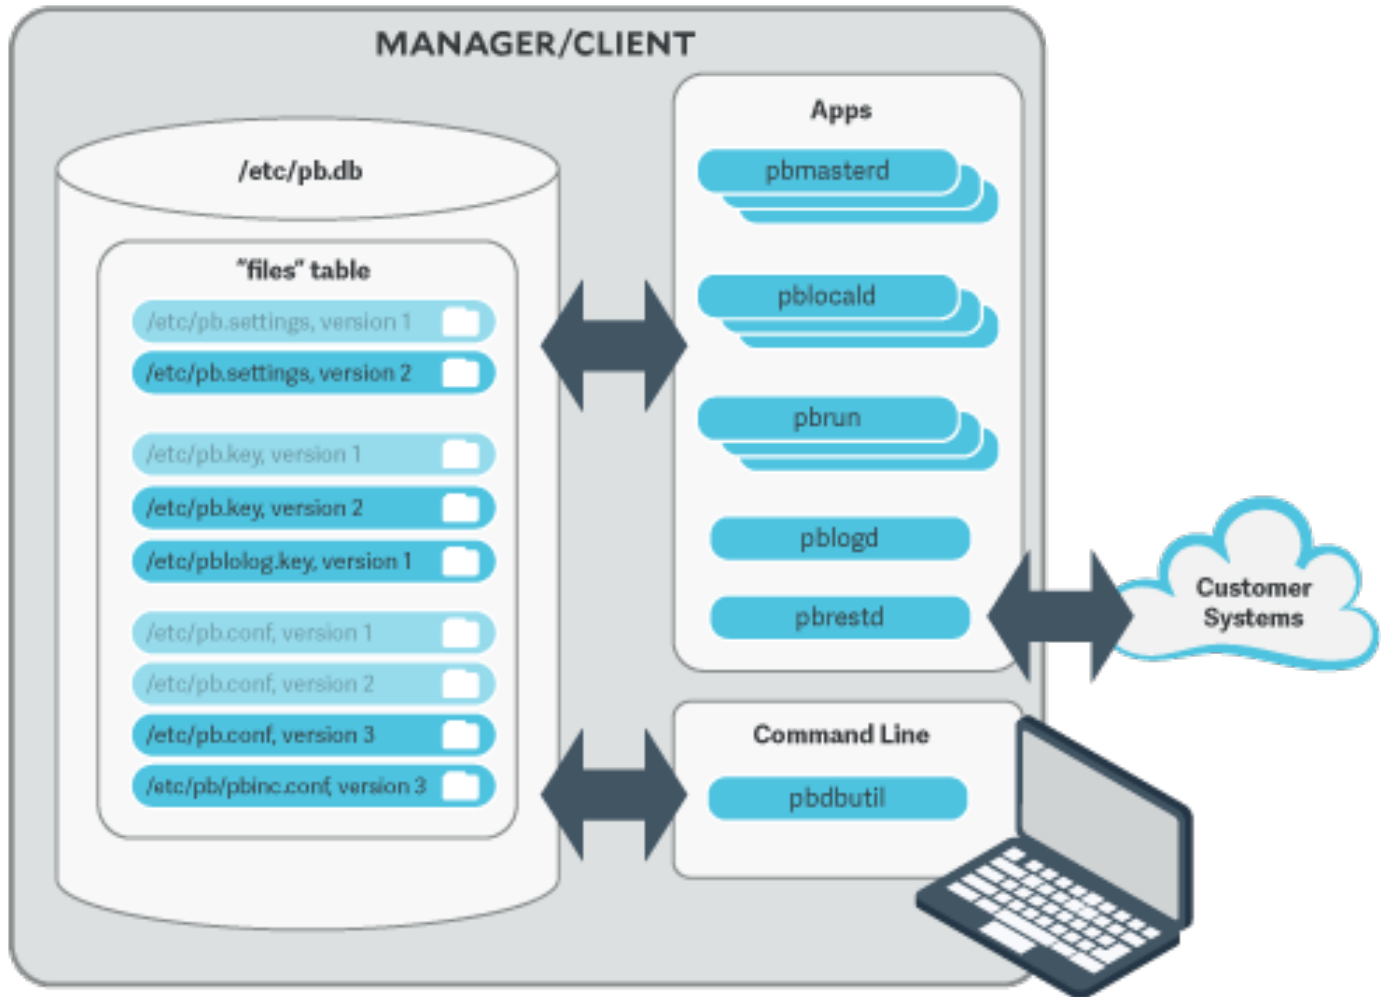 MANAGER/CLIENT
/etc/pb.db
"files" table
/etc/pb.settings, version 1
/etc/pb.settings, version 2
/etc/pb.key, version 1
/etc/pb.key, version 2
/etc/pblolog.key, version 1
/etc/pb.conf, version 1
/etc/pb.conf, version 2
/etc/pb.conf, version 3
/etc/pb/pbinc.conf, version 3
Apps
pbmasterd
pblocald
pbrun
pblogd
pbrestd
Command Line
pbdbutil
Customer
Systems